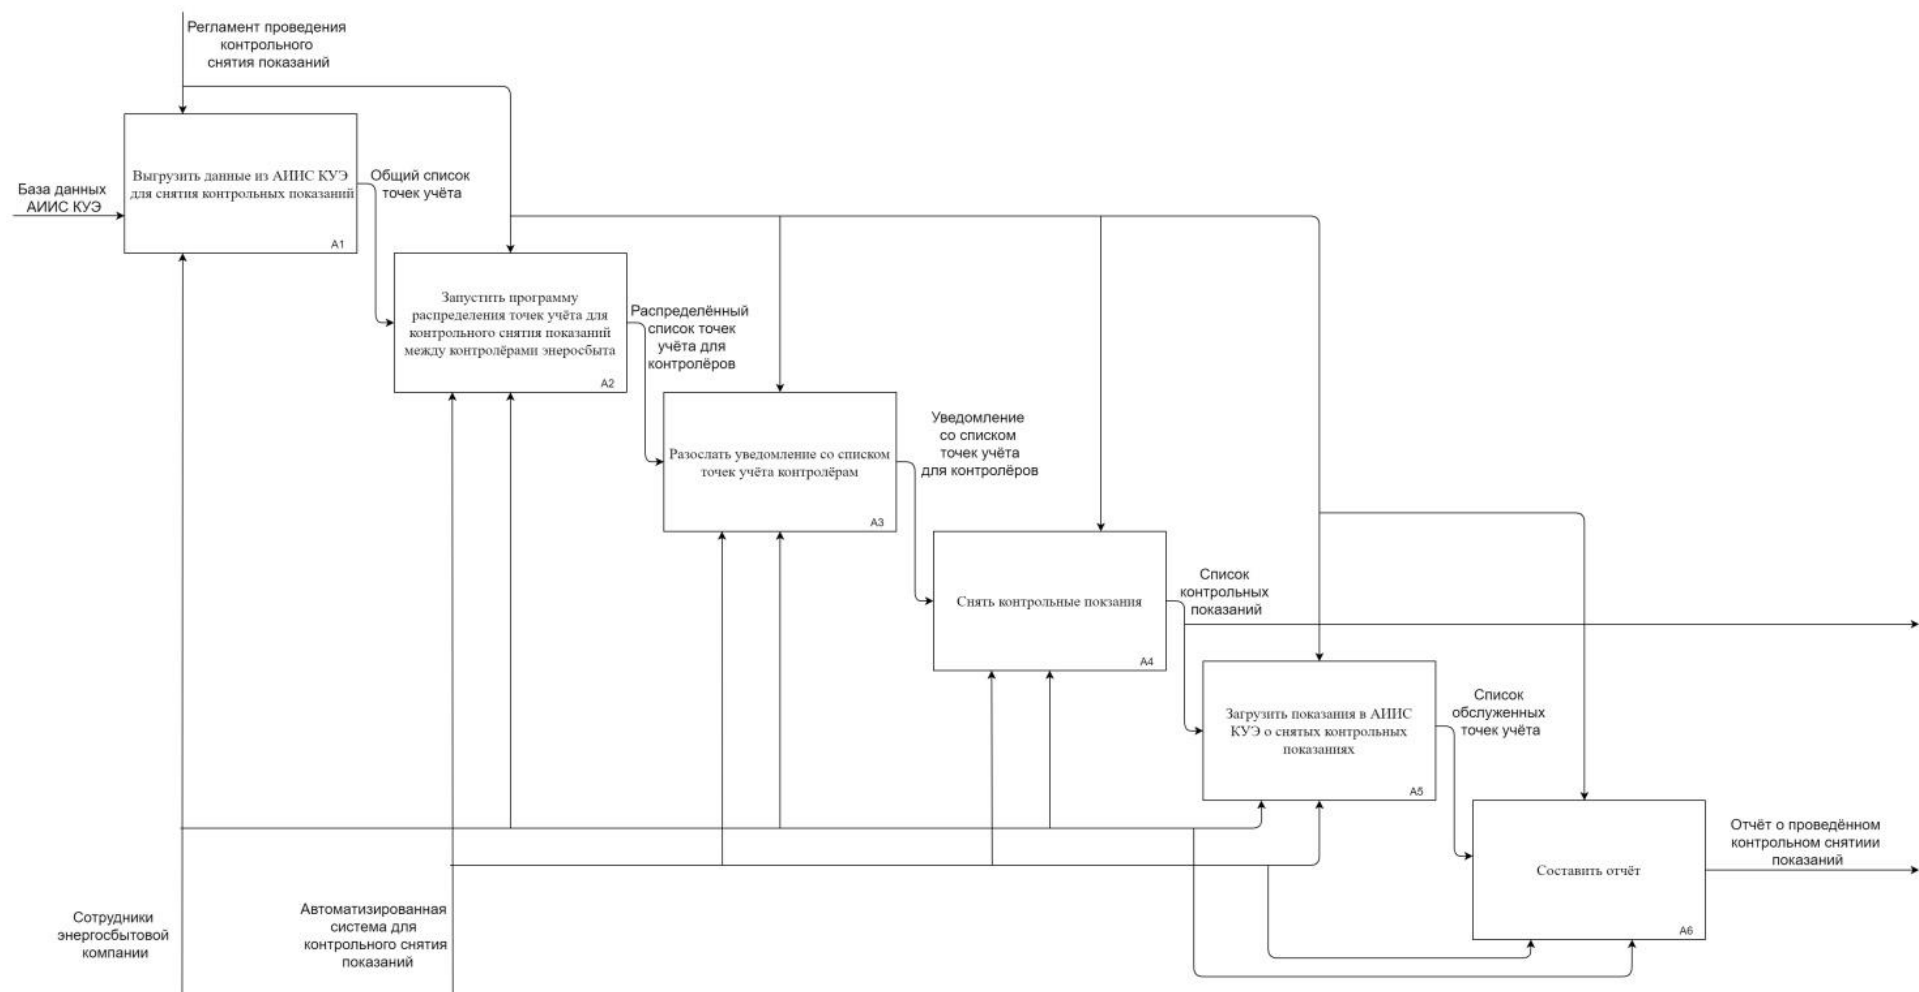 Регламент проведения
контрольного
снятия показаний
База данных
АИИС КУЭ
Выгрузить данные из АИИС КУЭ
для снятия контрольных показаний
A1
Общий список
точек учёта
Запустить программу
распределения точек учёта для
контрольного снятия показаний
между контролёрами энеросбыта
A2
Распределённый
список точек
учёта для
контролёров
Разослать уведомление со списком
точек учёта контролёрам
A3
Уведомление
со списком
точек учёта
для контролёров
Снять контрольные покзания
A4
Список
контрольных
показаний
Загрузить показания в АИИС
КУЭ о снятых контрольных
показаниях
A5
Список
обслуженных
точек учёта
Составить отчёт
A6
Отчёт о проведённом
контрольном снятиии
показаний
Сотрудники
энергосбытовой
компании
Автоматизированная
система для
контрольного снятия
показаний